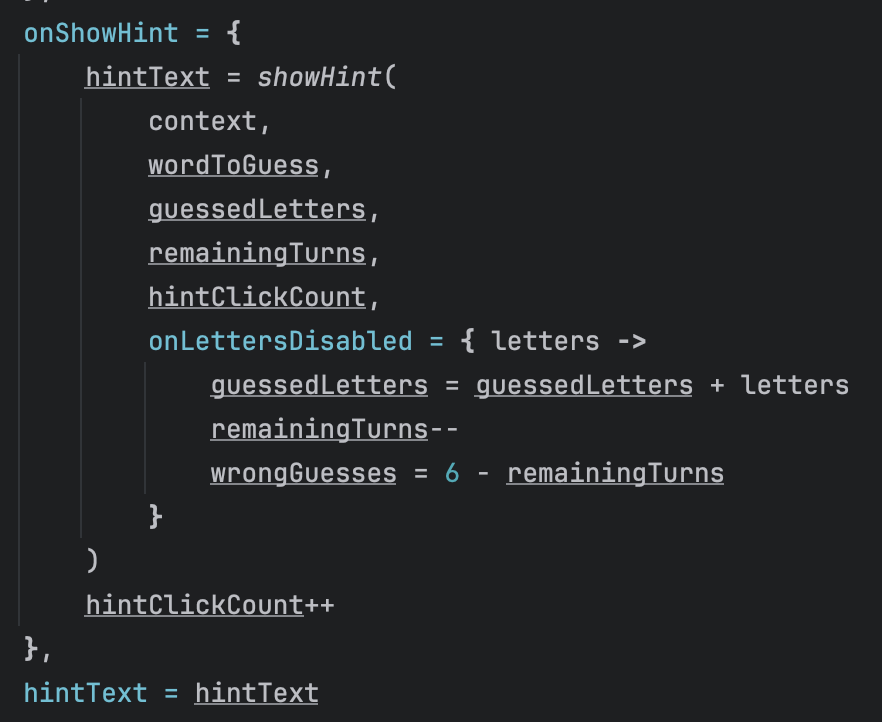 onShowHint = {
hintText = showHint(
context,
wordToGuess,
guessedLetters,
remainingTurns,
hintClickCount,
onLettersDisabled = { letters ->
guessedLetters = guessedLetters + letters
remainingTurns--
wrongGuesses = 6 - remainingTurns
}
)
hintClickCount++
},
hintText = hintText